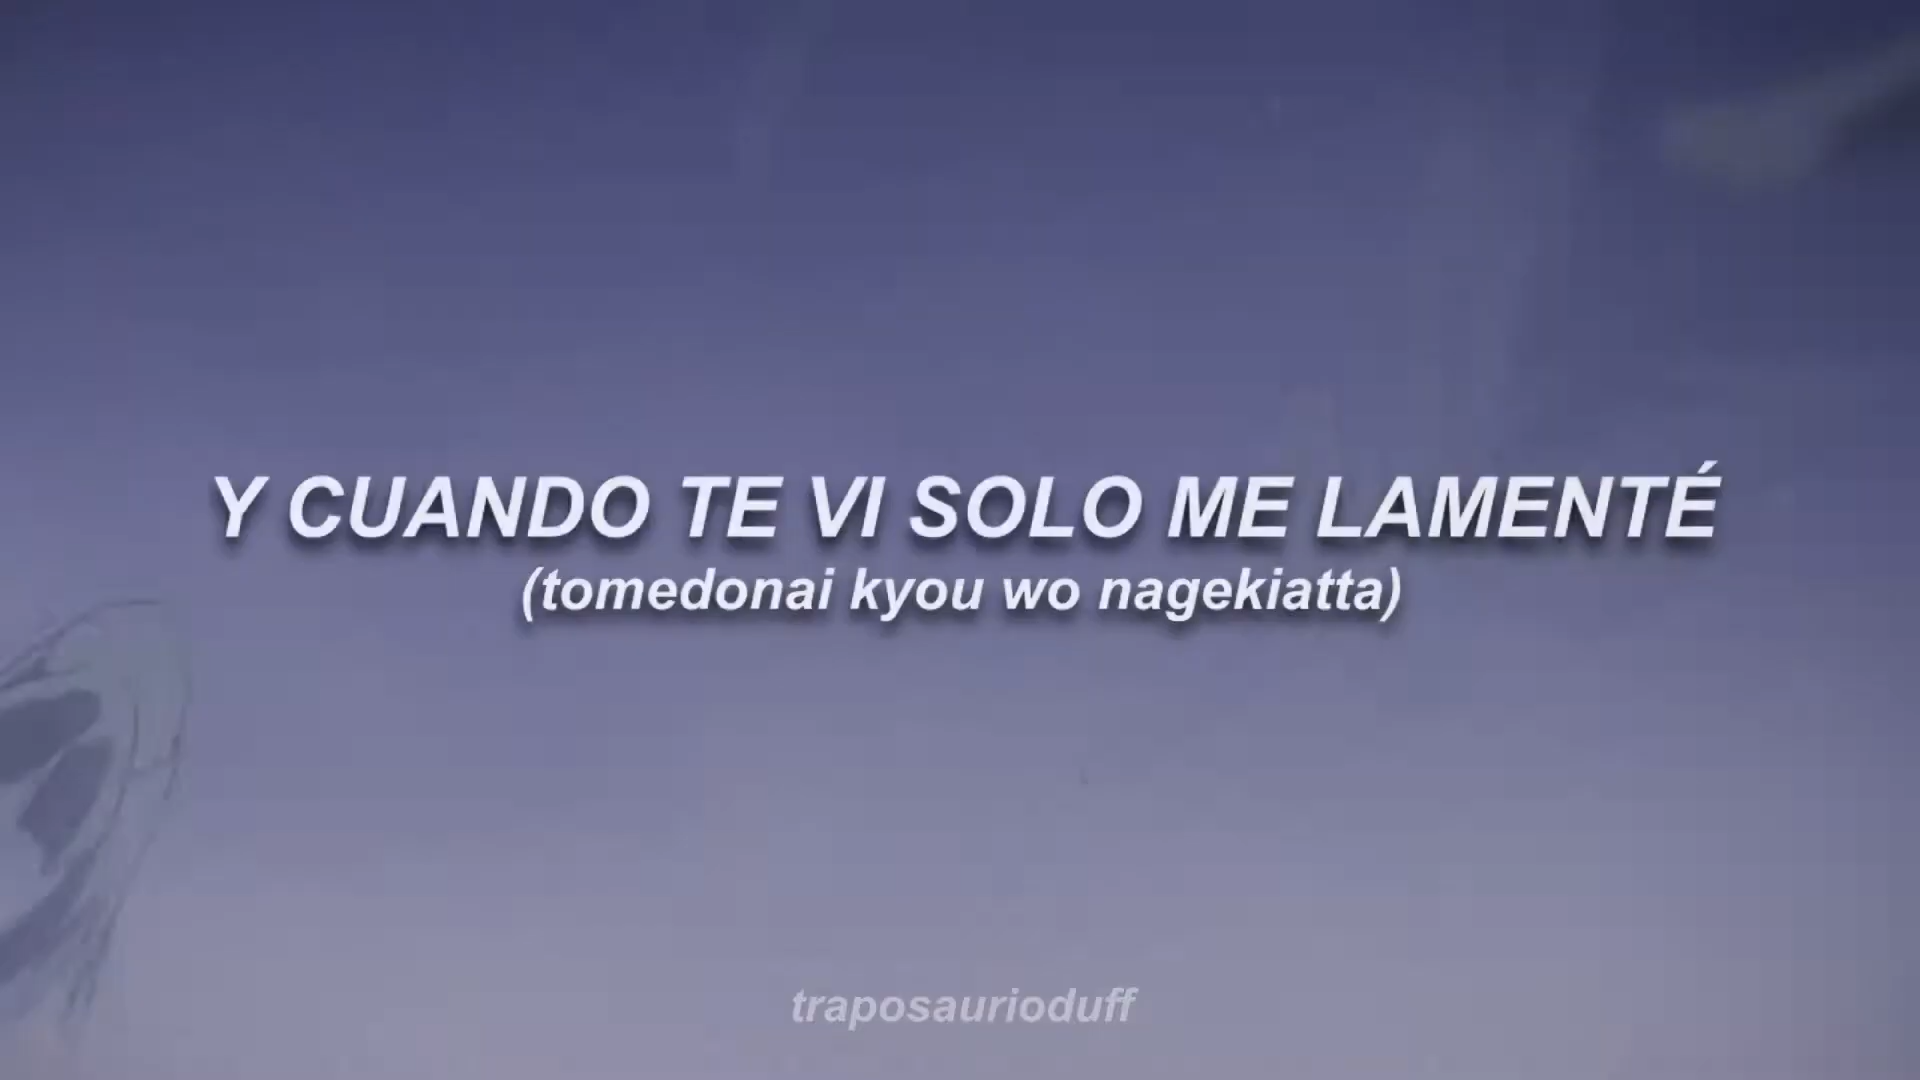 Y CUANDO TE VI SOLO ME LAMENTÉ
(tomedonai kyou wo nagekiatta)
traposaurioduff